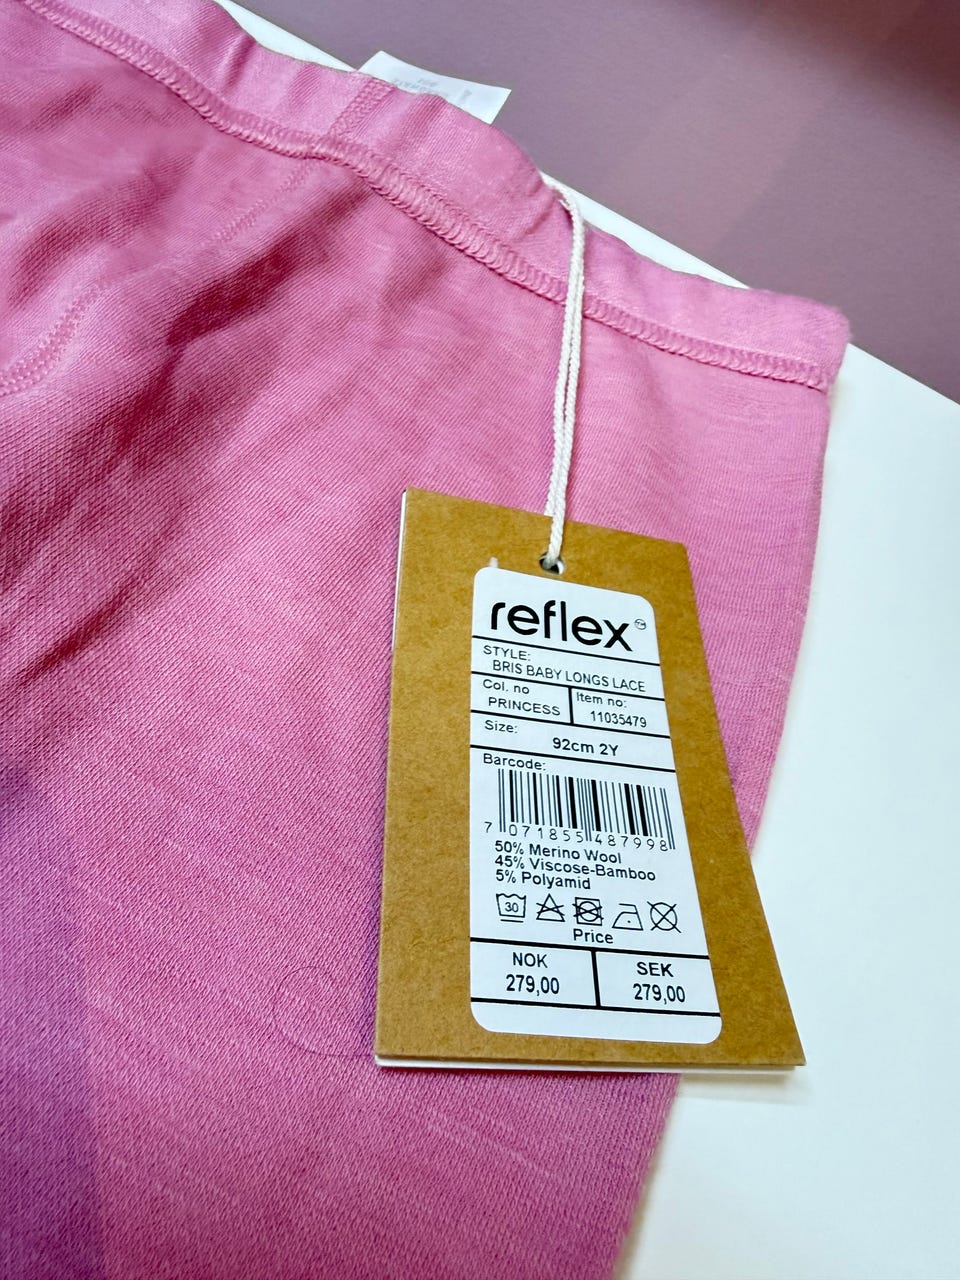 reflex™
STYLE:
BRIS BABY LONGS LACE
Col. no
PRINCESS
Item no:
11035479
Size:
92cm 2Y
Barcode:
7 071855 487998
50% Merino Wool
45% Viscose-Bamboo
5% Polyamid
30
Price
NOK
279,00
SEK
279,00